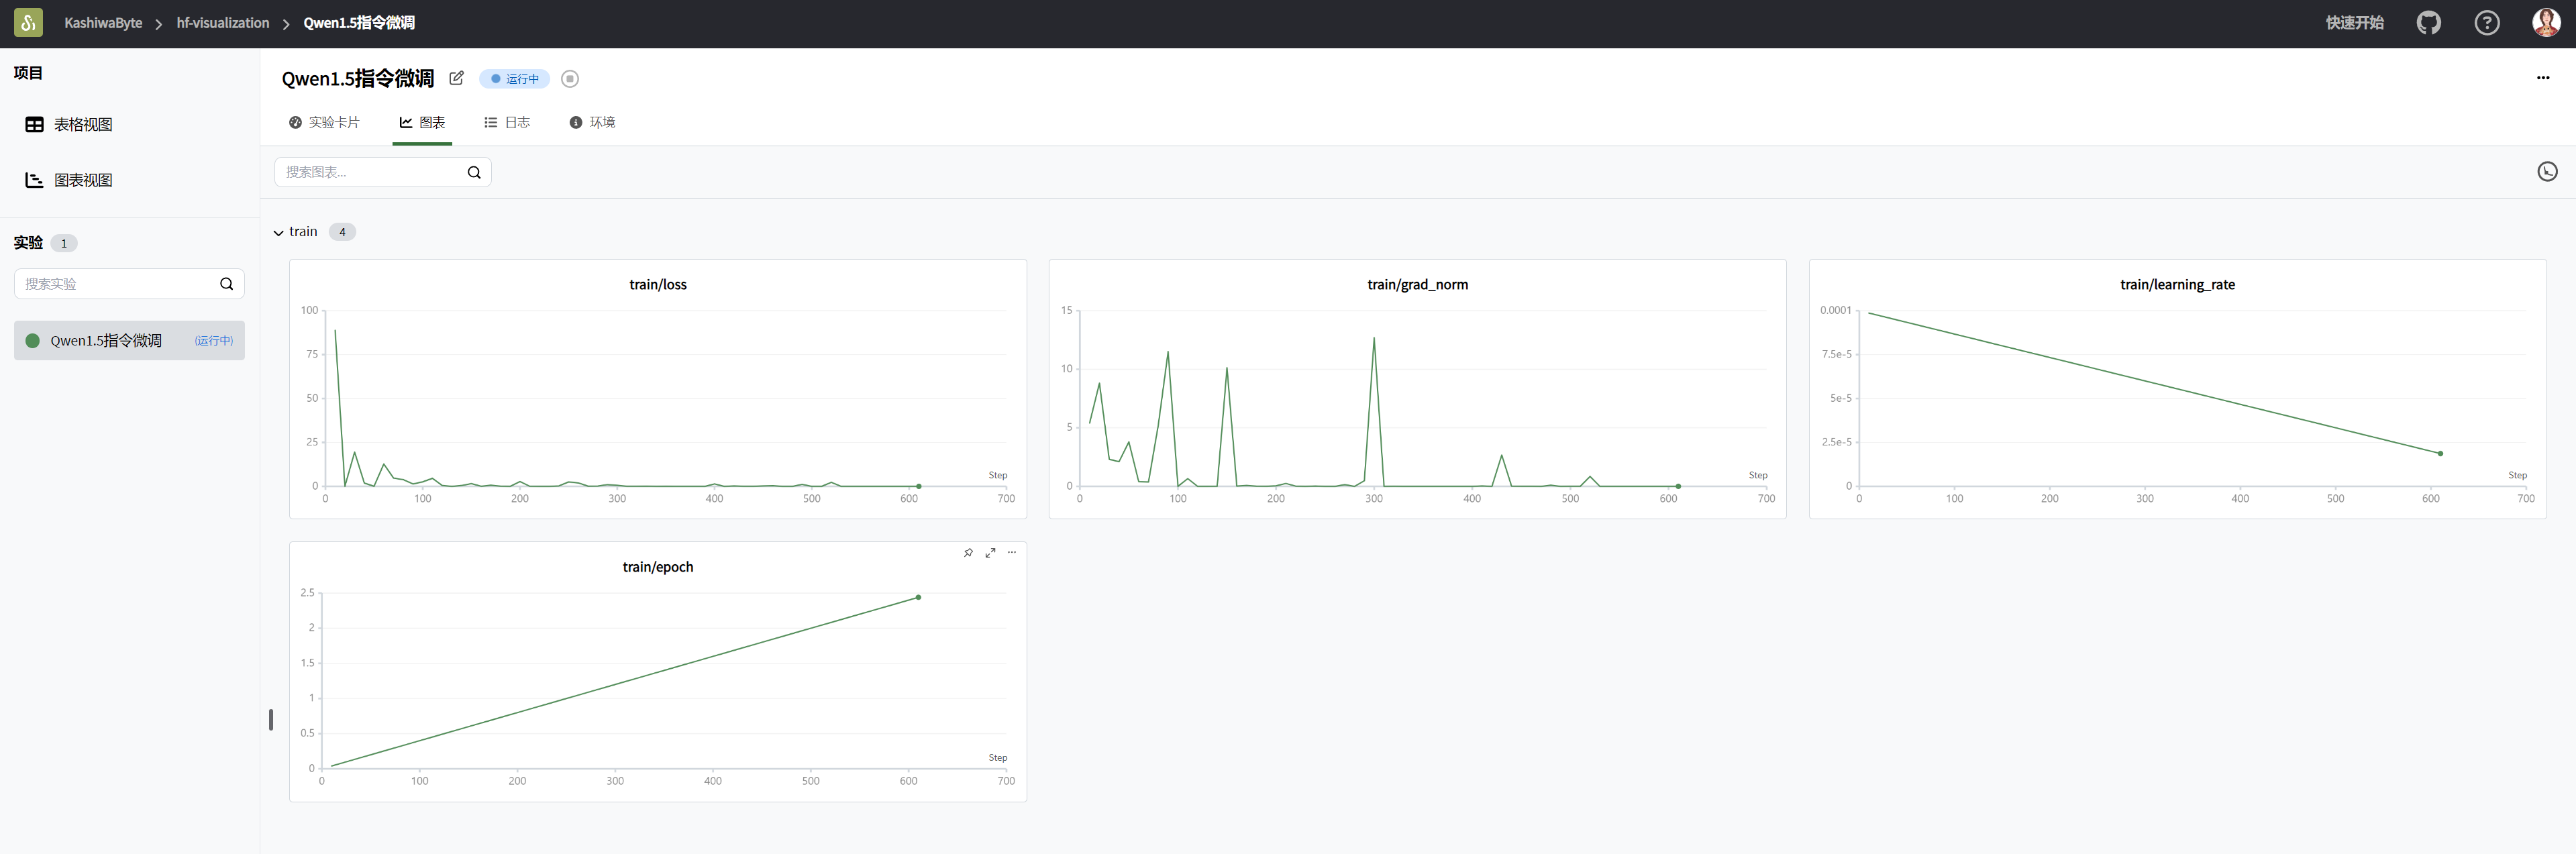 KashiwaByte > hf-visualization > Qwen1.5指令微调
快速开始
项目
表格视图
图表视图
实验 1
搜索实验
Qwen1.5指令微调 (运行中)
Qwen1.5指令微调 运行中
实验卡片 图表 日志 环境
搜索图表...
train 4
train/loss
100
75
50
25
0
0 100 200 300 400 500 600 700
Step
train/grad_norm
15
10
5
0
0 100 200 300 400 500 600 700
Step
train/learning_rate
0.0001
7.5e-5
5e-5
2.5e-5
0
0 100 200 300 400 500 600 700
Step
train/epoch
2.5
2
1.5
1
0.5
0
0 100 200 300 400 500 600 700
Step